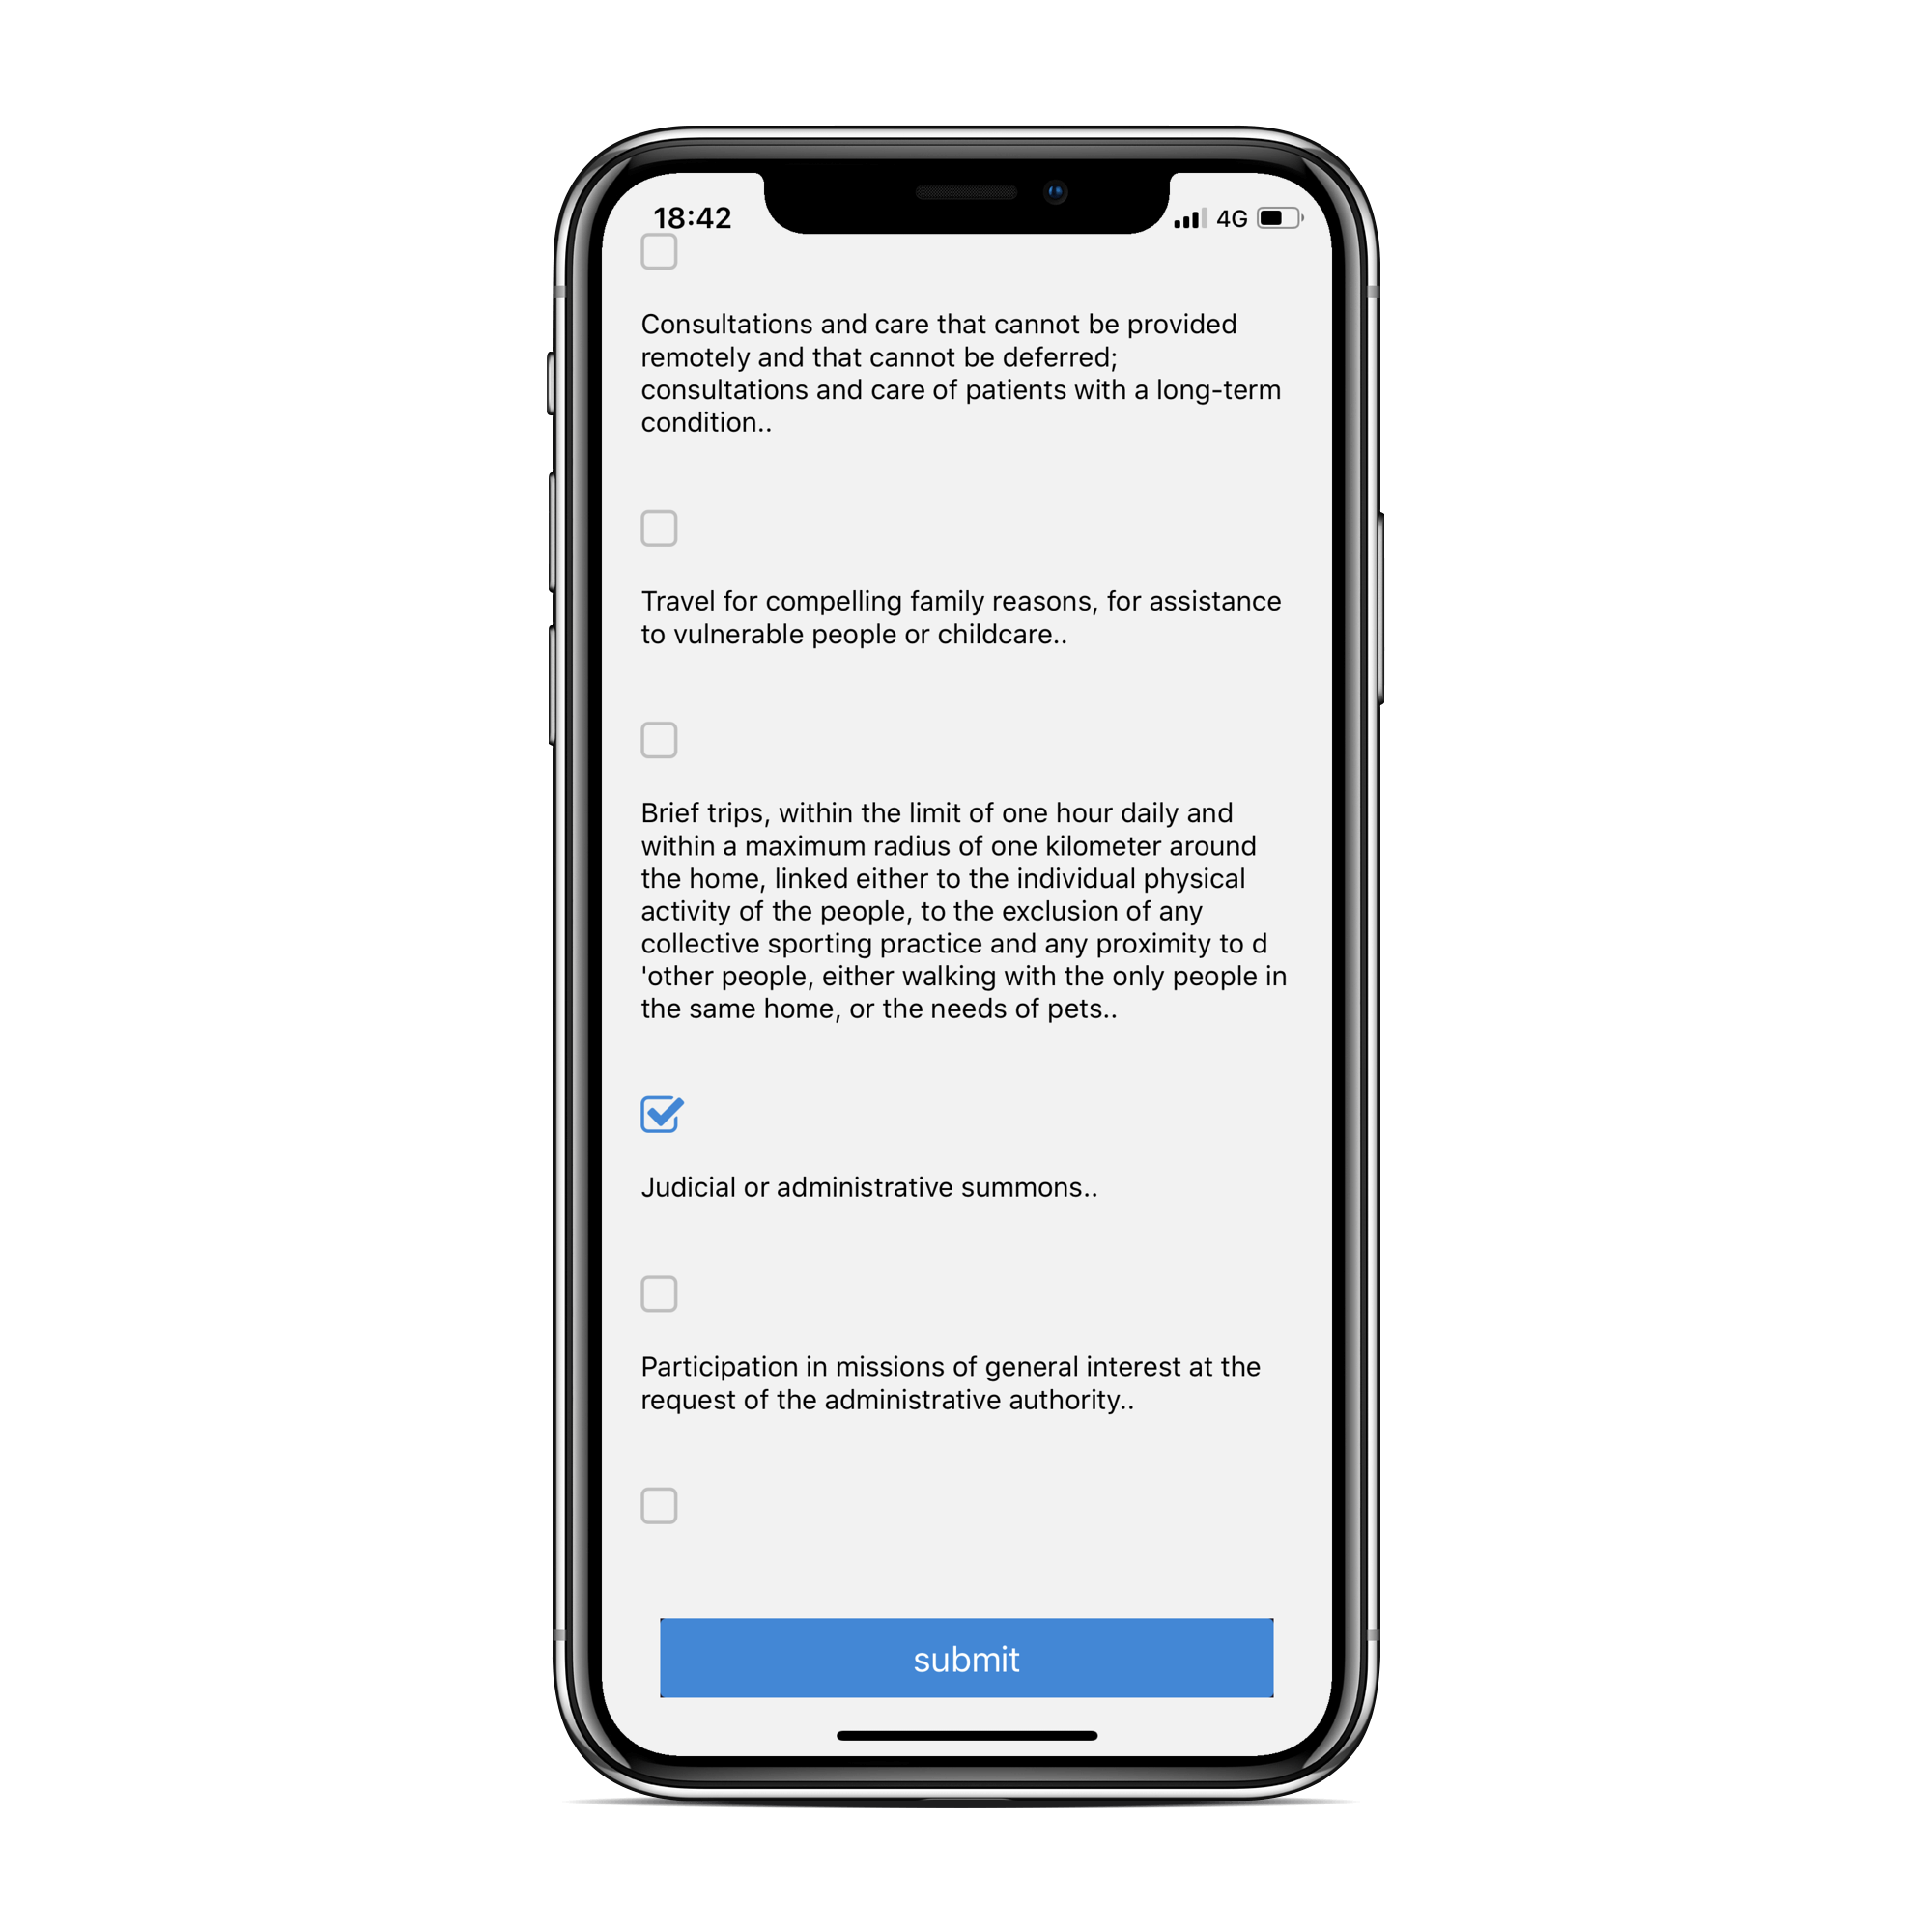 18:42 4G
Consultations and care that cannot be provided
remotely and that cannot be deferred;
consultations and care of patients with a long-term
condition..
Travel for compelling family reasons, for assistance
to vulnerable people or childcare..
Brief trips, within the limit of one hour daily and
within a maximum radius of one kilometer around
the home, linked either to the individual physical
activity of the people, to the exclusion of any
collective sporting practice and any proximity to d
'other people, either walking with the only people in
the same home, or the needs of pets..
Judicial or administrative summons..
Participation in missions of general interest at the
request of the administrative authority..
submit